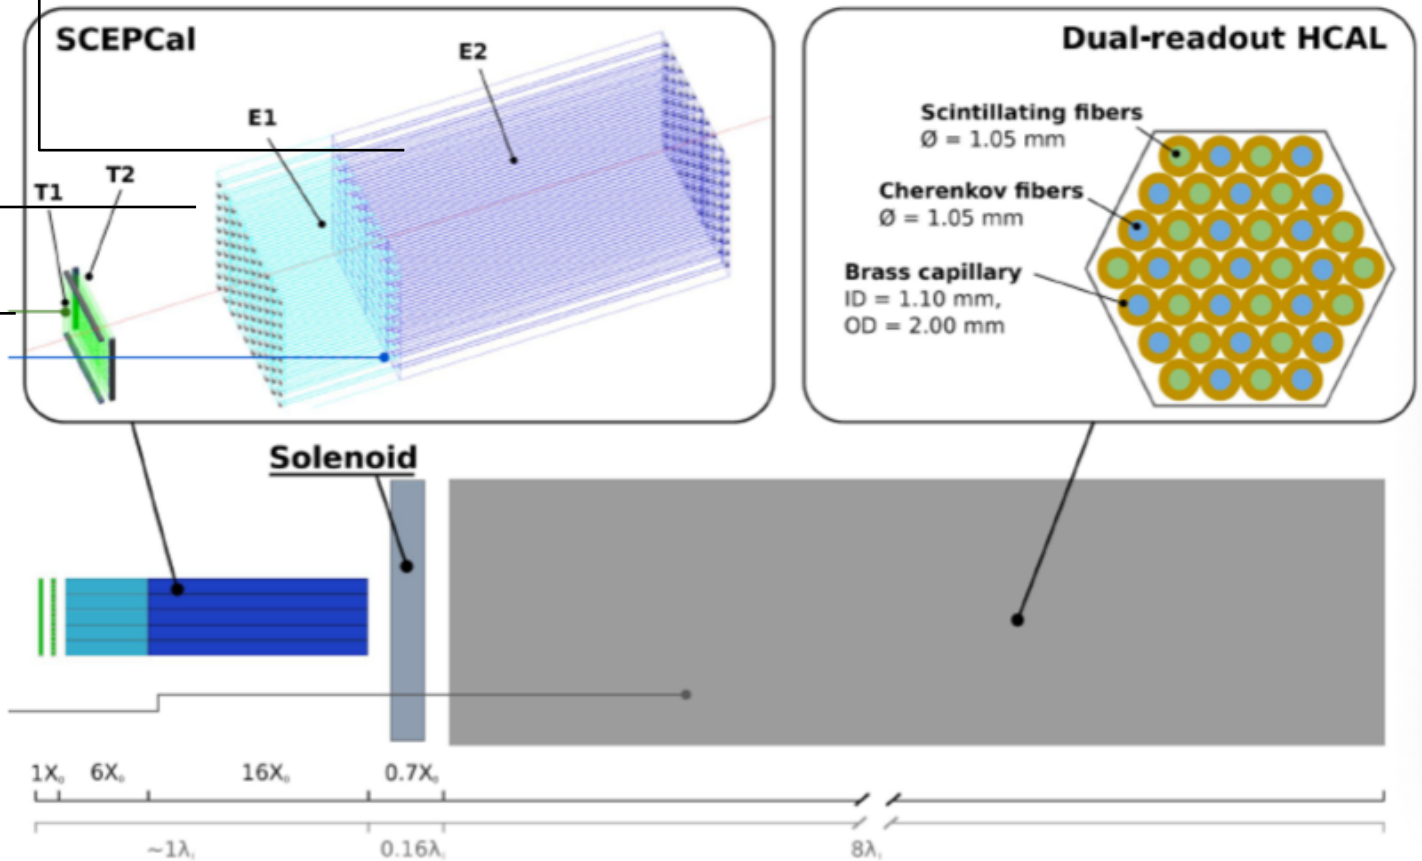 SCEPCal
E2
E1
T2
T1
Dual-readout HCAL
Scintillating fibers
Ø = 1.05 mm
Cherenkov fibers
Ø = 1.05 mm
Brass capillary
ID = 1.10 mm,
OD = 2.00 mm
Solenoid
1X₀ 6X₀ 16X₀ 0.7X₀
~1λᵢ 0.16λᵢ 8λᵢ